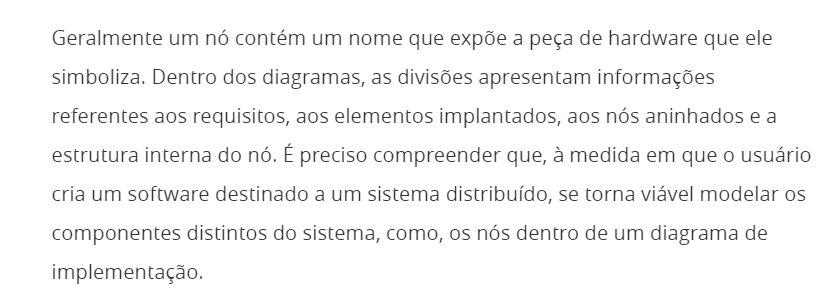 Geralmente um nó contém um nome que expõe a peça de hardware que ele
simboliza. Dentro dos diagramas, as divisões apresentam informações
referentes aos requisitos, aos elementos implantados, aos nós aninhados e a
estrutura interna do nó. É preciso compreender que, à medida em que o usuário
cria um software destinado a um sistema distribuído, se torna viável modelar os
componentes distintos do sistema, como, os nós dentro de um diagrama de
implementação.